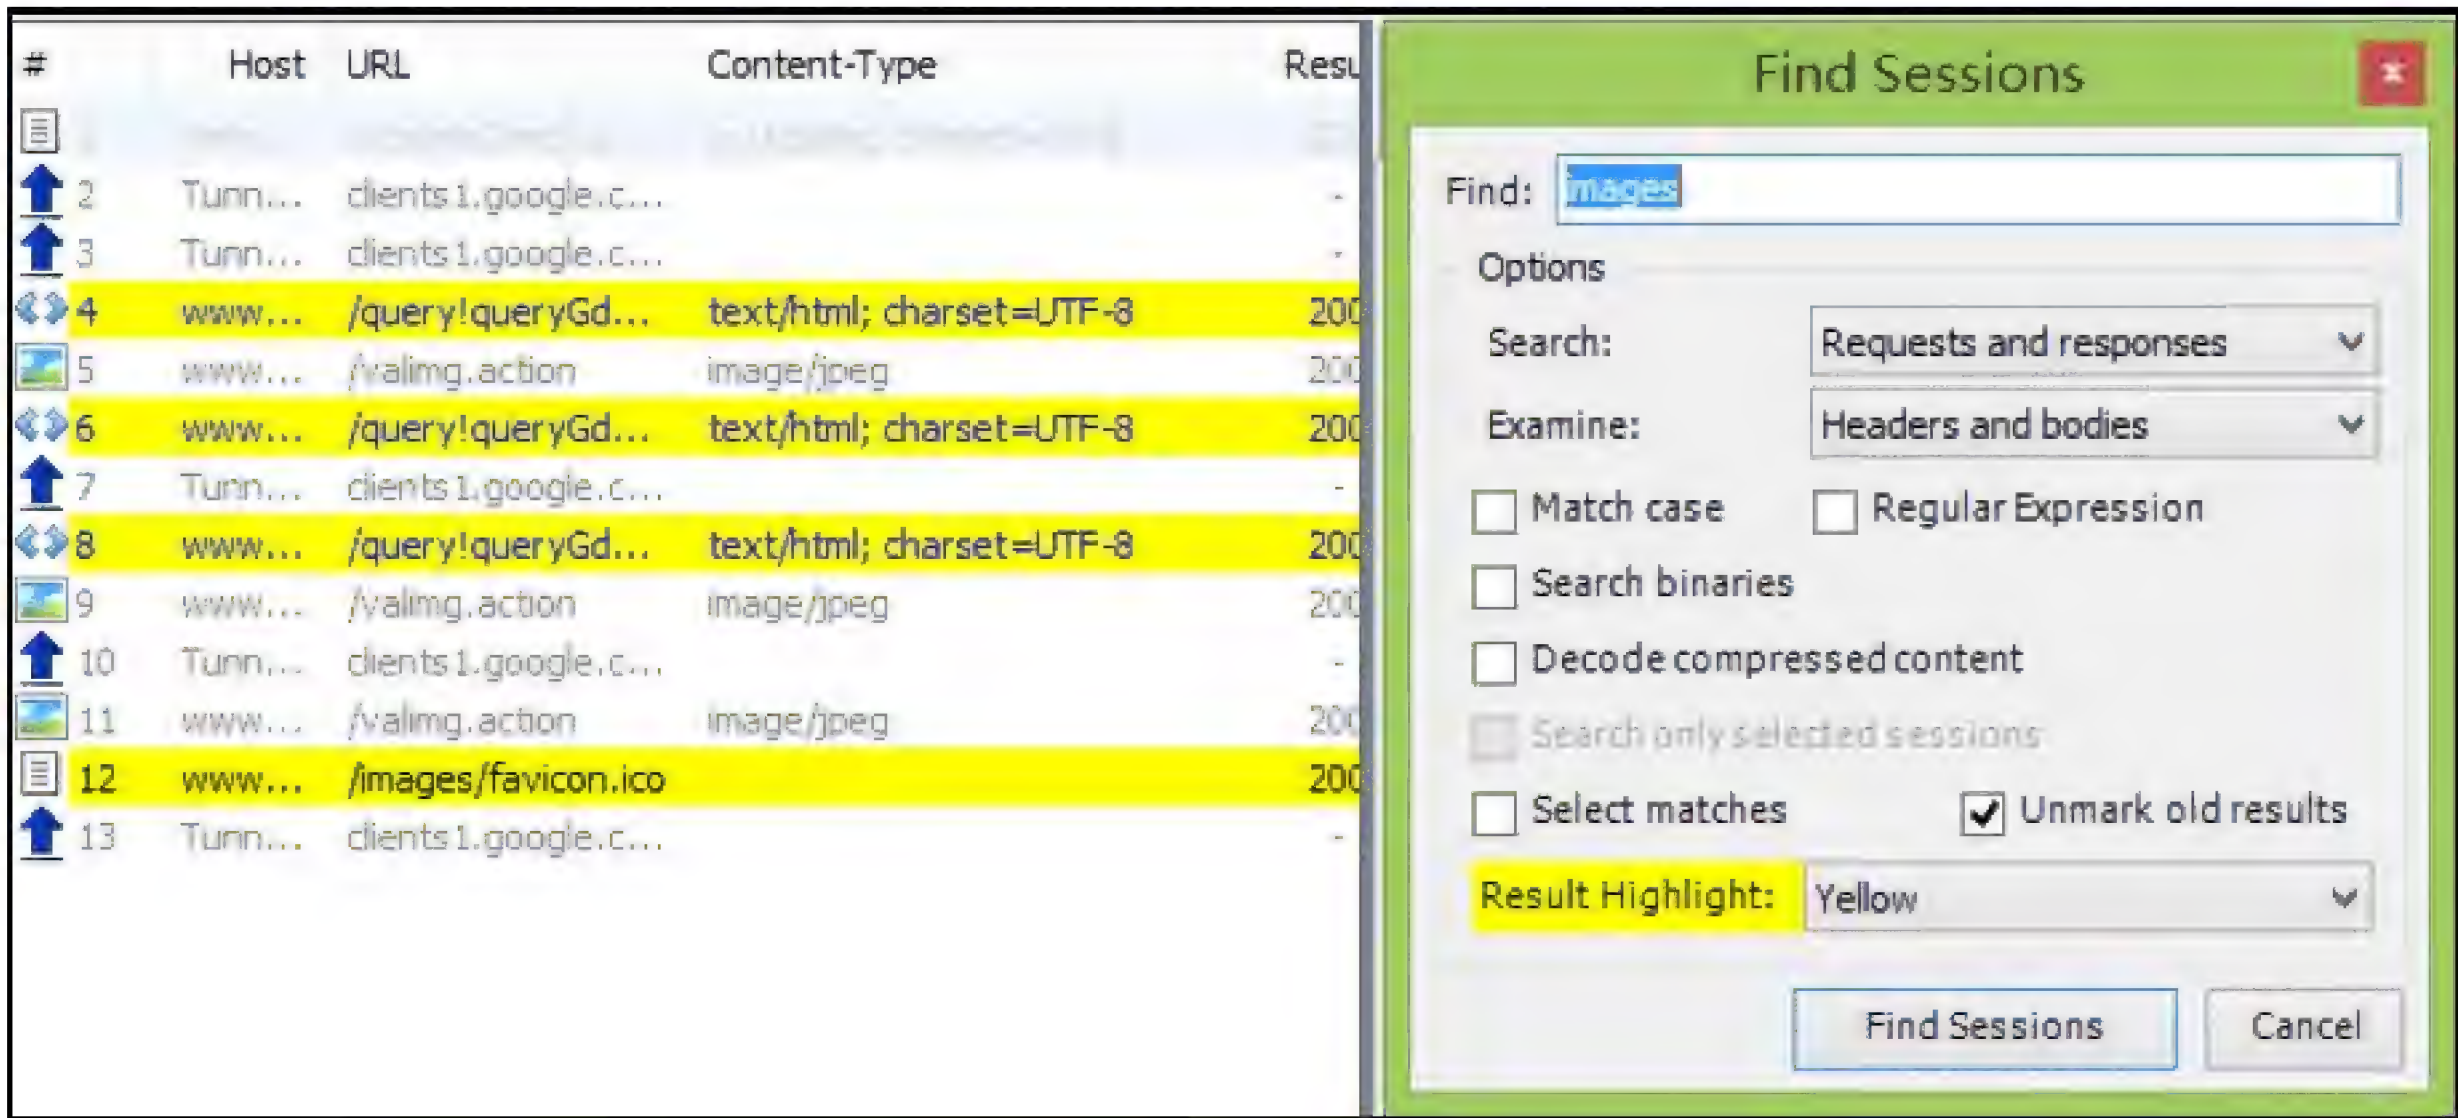 # Host URL Content-Type Resu
2 Tunn... clients1.google.c... -
3 Tunn... clients1.google.c... -
4 www... /query!queryGd... text/html; charset=UTF-8 200
5 www... /valimg.action image/jpeg 200
6 www... /query!queryGd... text/html; charset=UTF-8 200
7 Tunn... clients1.google.c... -
8 www... /query!queryGd... text/html; charset=UTF-8 200
9 www... /valimg.action image/jpeg 200
10 Tunn... clients1.google.c... -
11 www... /valimg.action image/jpeg 200
12 www... /images/favicon.ico 200
13 Tunn... clients1.google.c... -
Find Sessions
Find: images
Options
Search: Requests and responses
Examine: Headers and bodies
Match case Regular Expression
Search binaries
Decode compressed content
Search only selected sessions
Select matches Unmark old results
Result Highlight: Yellow
Find Sessions Cancel